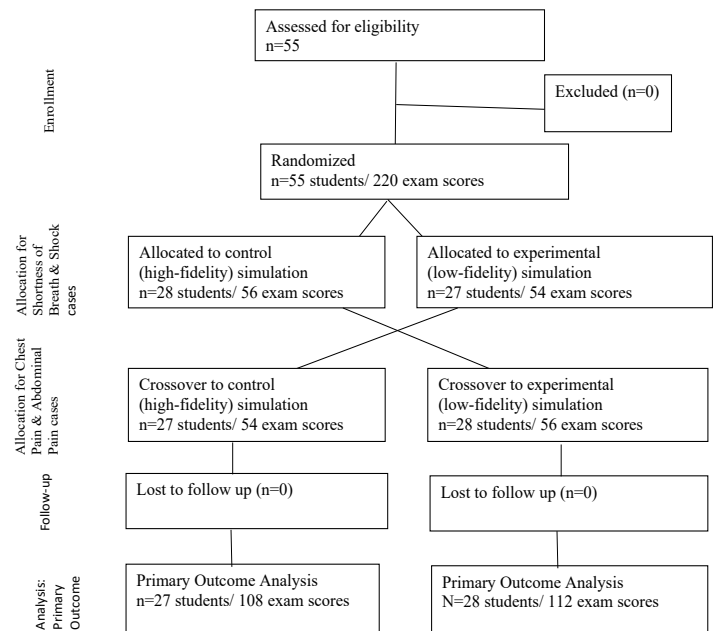 Assessed for eligibility
n=55
Enrollment
Excluded (n=0)
Randomized
n=55 students/ 220 exam scores
Allocation for
Shortness of
Breath & Shock
cases
Allocated to control
(high-fidelity) simulation
n=28 students/ 56 exam scores
Allocated to experimental
(low-fidelity) simulation
n=27 students/ 54 exam scores
Allocation for Chest
Pain & Abdominal
Pain cases
Crossover to control
(high-fidelity) simulation
n=27 students/ 54 exam scores
Crossover to experimental
(low-fidelity) simulation
n=28 students/ 56 exam scores
Follow-up
Lost to follow up (n=0)
Lost to follow up (n=0)
Analysis:
Primary
Outcome
Primary Outcome Analysis
n=27 students/ 108 exam scores
Primary Outcome Analysis
N=28 students/ 112 exam scores